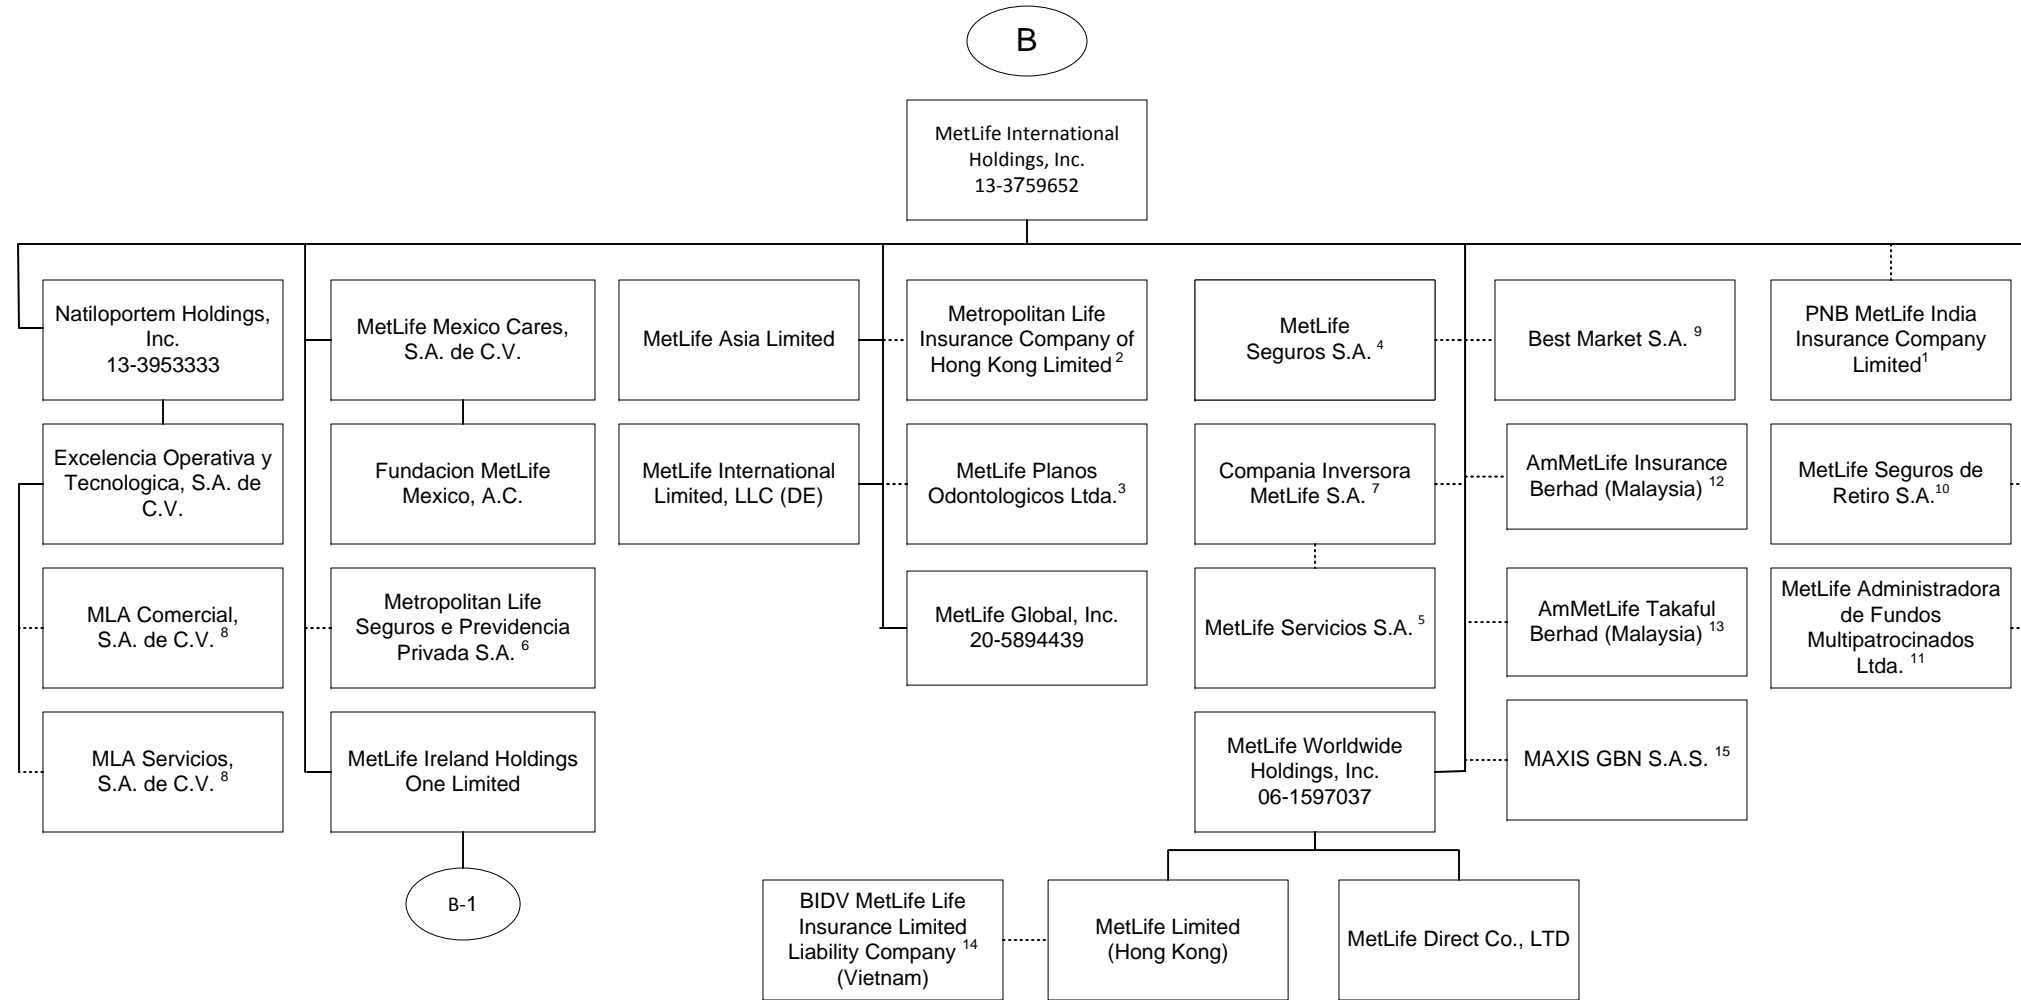 B
MetLife International
Holdings, Inc.
13-3759652
Natiloportem Holdings,
Inc.
13-3953333
MetLife Mexico Cares,
S.A. de C.V.
MetLife Asia Limited
Metropolitan Life
Insurance Company of
Hong Kong Limited 2
MetLife
Seguros S.A. 4
Best Market S.A. 9
PNB MetLife India
Insurance Company
Limited1
Excelencia Operativa y
Tecnologica, S.A. de
C.V.
Fundacion MetLife
Mexico, A.C.
MetLife International
Limited, LLC (DE)
MetLife Planos
Odontologicos Ltda.3
Compania Inversora
MetLife S.A. 7
AmMetLife Insurance
Berhad (Malaysia) 12
MetLife Seguros de
Retiro S.A.10
MLA Comercial,
S.A. de C.V. 8
Metropolitan Life
Seguros e Previdencia
Privada S.A. 6
MetLife Global, Inc.
20-5894439
MetLife Servicios S.A. 5
AmMetLife Takaful
Berhad (Malaysia) 13
MetLife Administradora
de Fundos
Multipatrocinados
Ltda. 11
MLA Servicios,
S.A. de C.V. 8
MetLife Ireland Holdings
One Limited
MetLife Worldwide
Holdings, Inc.
06-1597037
MAXIS GBN S.A.S. 15
B-1
BIDV MetLife Life
Insurance Limited
Liability Company 14
(Vietnam)
MetLife Limited
(Hong Kong)
MetLife Direct Co., LTD